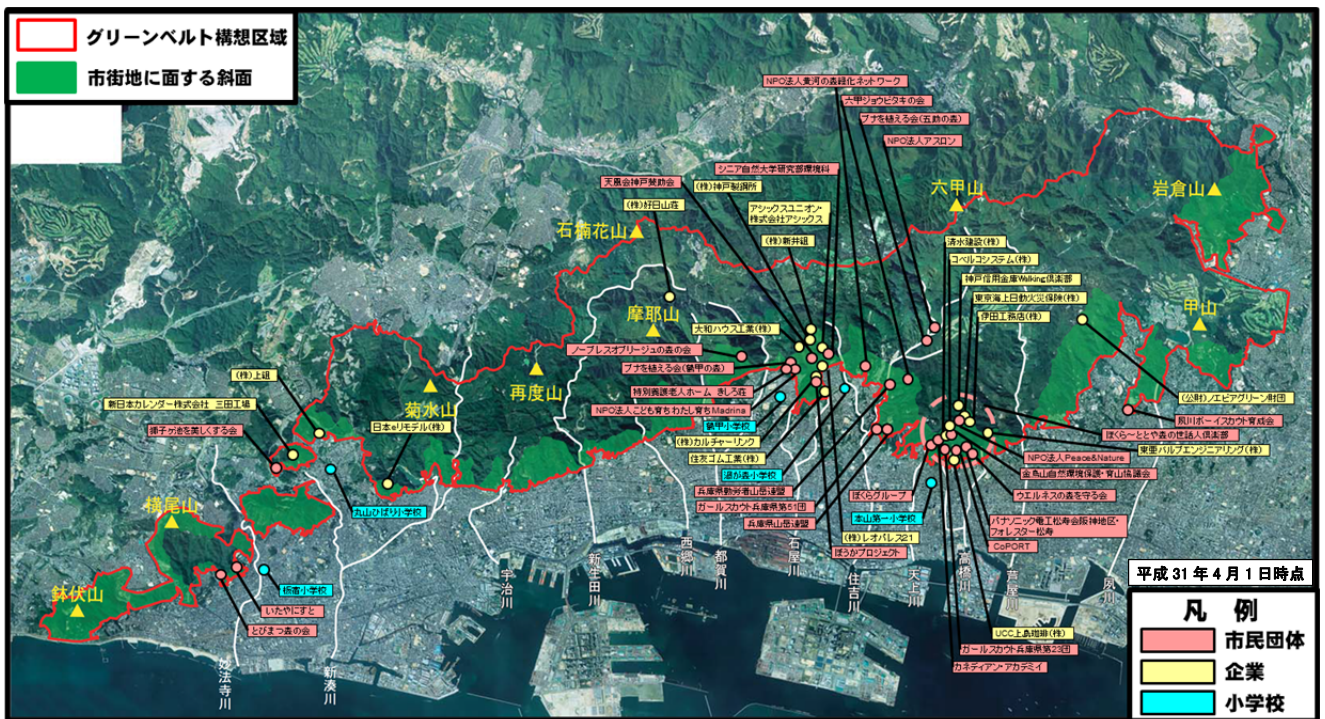 グリーンベルト構想区域
市街地に面する斜面
NPO法人黄河の森緑化ネットワーク
六甲ジョウビタキの会
ブナを植える会(五助の森)
NPO法人アスロン
シニア自然大学研究部環境科
天風会神戸賛助会
(株)神戸製鋼所
(株)好日山荘
アシックスユニオン・
株式会社アシックス
(株)新井組
六甲山
岩倉山
石楠花山
清水建設(株)
コベルコシステム(株)
神戸信用金庫Walking倶楽部
東京海上日動火災保険(株)
伊田工務店(株)
摩耶山
甲山
大和ハウス工業(株)
ノーブレスオブリージュの森の会
ブナを植える会(鶴甲の森)
再度山
菊水山
(株)上組
新日本カレンダー株式会社 三田工場
獅子ヶ池を美しくする会
日本eリモデル(株)
特別養護老人ホーム きしろ荘
NPO法人こども育ちわたし育ちMadrina
鶴甲小学校
(株)カルチャーリンク
住友ゴム工業(株)
渦が森小学校
兵庫県勤労者山岳連盟
ガールスカウト兵庫県第51団
兵庫県山岳連盟
(株)レオパレス21
ぼうかプロジェクト
(公財)ノエビアグリーン財団
夙川ボーイスカウト育成会
ぼくら~ととや森の世話人倶楽部
東亜バルブエンジニアリング(株)
NPO法人Peace&Nature
金鳥山自然環境保護・育山協議会
ウエルネスの森を守る会
ぼくらグループ
本山第一小学校
パナソニック電工松寿会阪神地区・
フォレスター松寿
CoPORT
UCC上島珈琲(株)
ガールスカウト兵庫県第23団
カネディアン・アカデミイ
丸山ひばり小学校
横尾山
鉢伏山
板宿小学校
いたやにすと
とびまつ森の会
妙法寺川
新湊川
宇治川
新生田川
西郷川
都賀川
石屋川
住吉川
天上川
高橋川
芦屋川
夙川
平成31年4月1日時点
凡 例
市民団体
企業
小学校